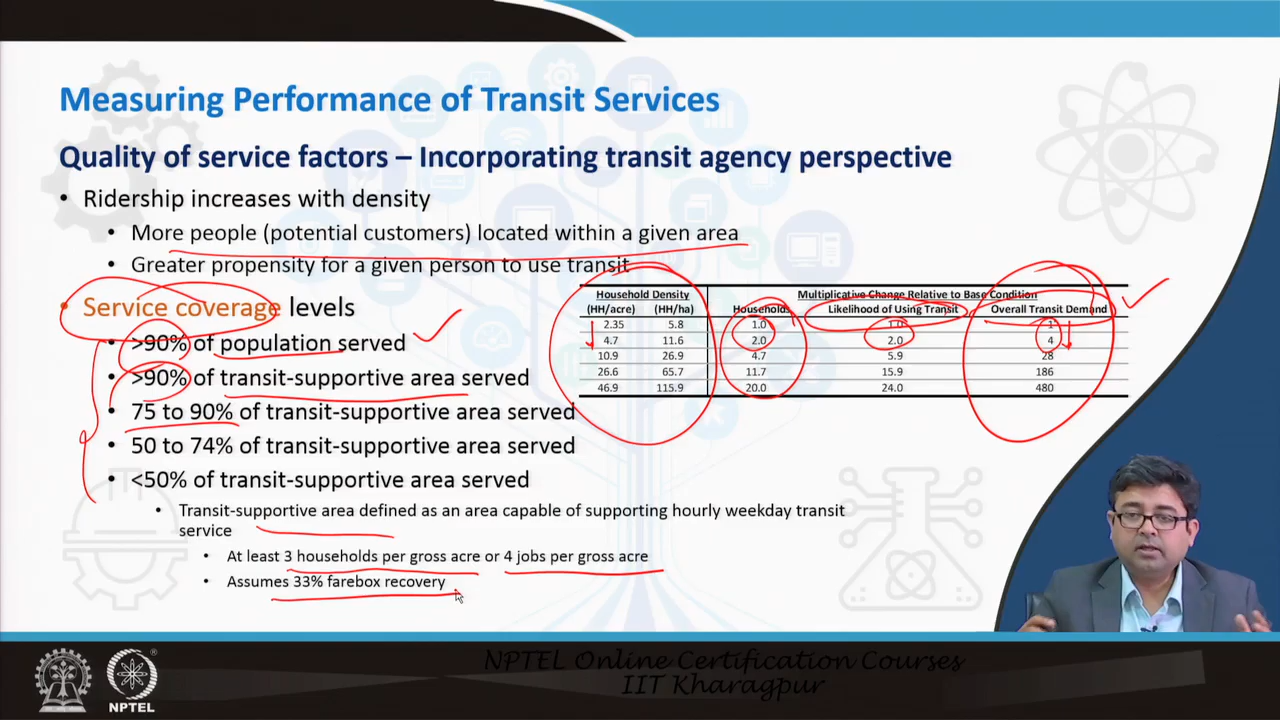 Measuring Performance of Transit Services
Quality of service factors – Incorporating transit agency perspective
• Ridership increases with density
• More people (potential customers) located within a given area
• Greater propensity for a given person to use transit
• Service coverage levels
• >90% of population served
• >90% of transit-supportive area served
• 75 to 90% of transit-supportive area served
• 50 to 74% of transit-supportive area served
• <50% of transit-supportive area served
• Transit-supportive area defined as an area capable of supporting hourly weekday transit
service
• At least 3 households per gross acre or 4 jobs per gross acre
• Assumes 33% farebox recovery
Household Density Multiplicative Change Relative to Base Condition
(HH/acre) (HH/ha) Households Likelihood of Using Transit Overall Transit Demand
2.35 5.8 1.0 1.0 1
4.7 11.6 2.0 2.0 4
10.9 26.9 4.7 5.9 28
26.6 65.7 11.7 15.9 186
46.9 115.9 20.0 24.0 480
NPTEL Online Certification Courses
IIT Kharagpur
NPTEL